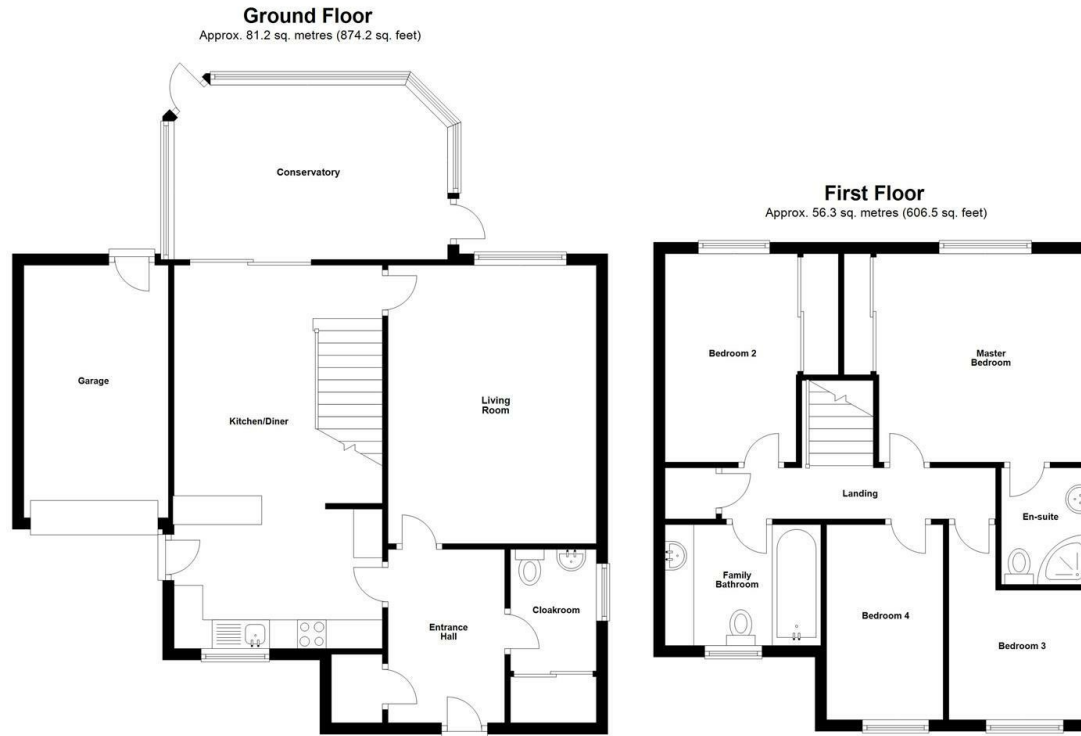 Ground Floor
Approx. 81.2 sq. metres (874.2 sq. feet)
Conservatory
Garage
Kitchen/Diner
Living
Room
Entrance
Hall
Cloakroom
First Floor
Approx. 56.3 sq. metres (606.5 sq. feet)
Bedroom 2
Master
Bedroom
Landing
En-suite
Family
Bathroom
Bedroom 4
Bedroom 3